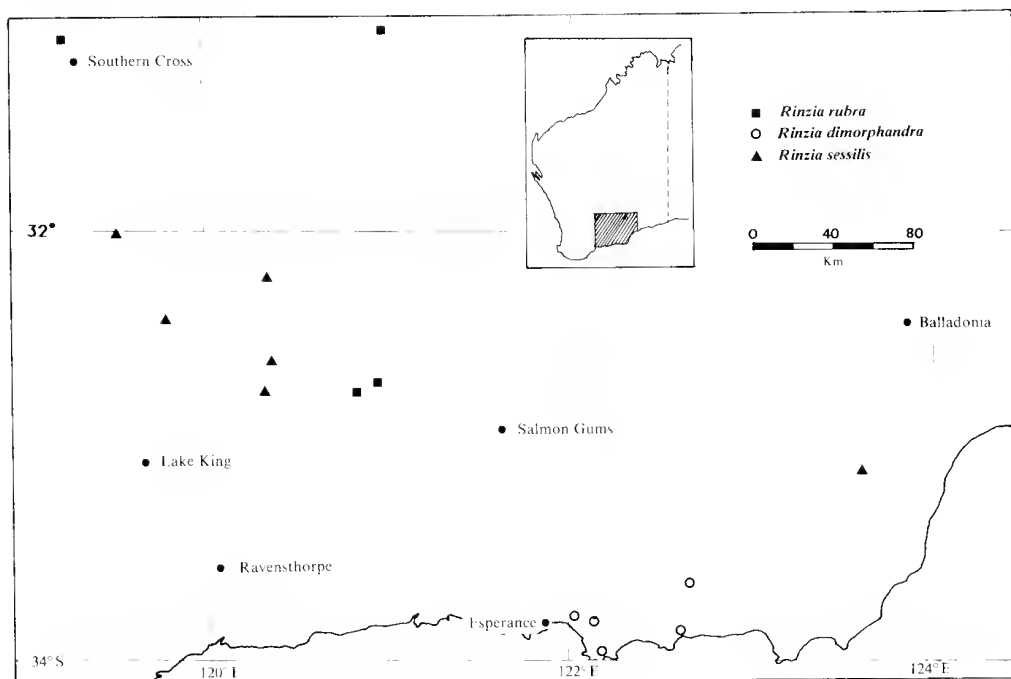 Southern Cross
Rinzia rubra
Rinzia dimorphandra
Rinzia sessilis
32°
0 40 80
Km
Balladonia
Salmon Gums
Lake King
Ravensthorpe
Esperance
34°S
120°E
122°E
124°E